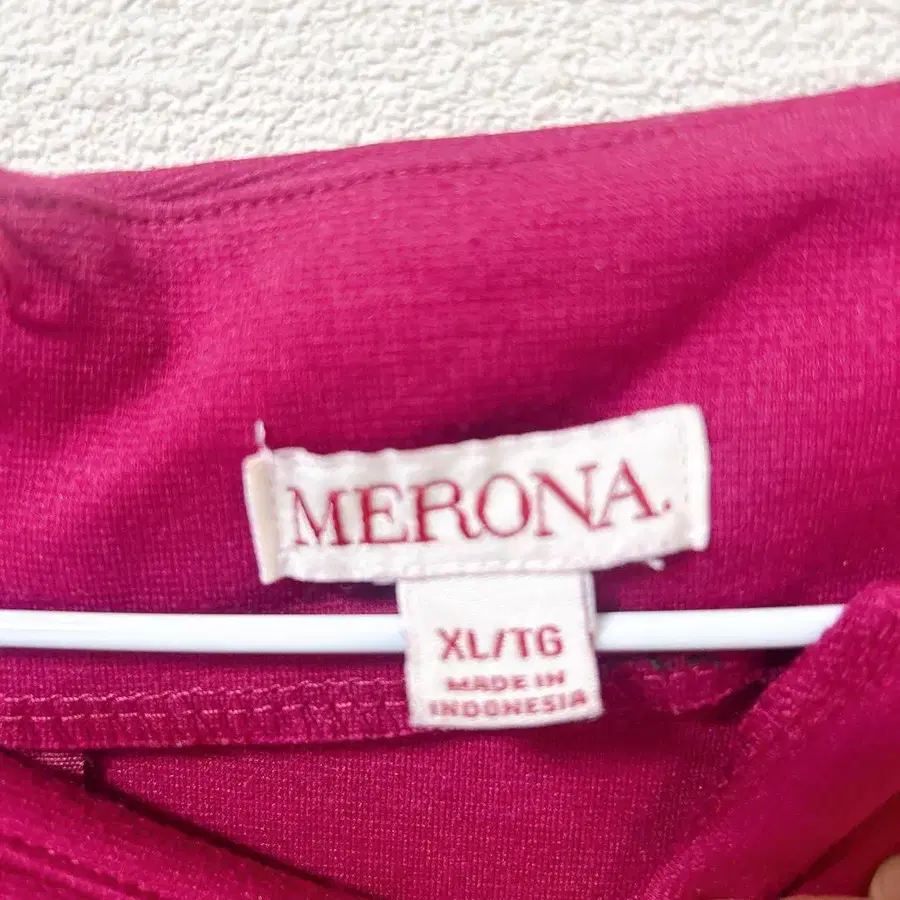 MERONA.
XL/TG
MADE IN
INDONESIA